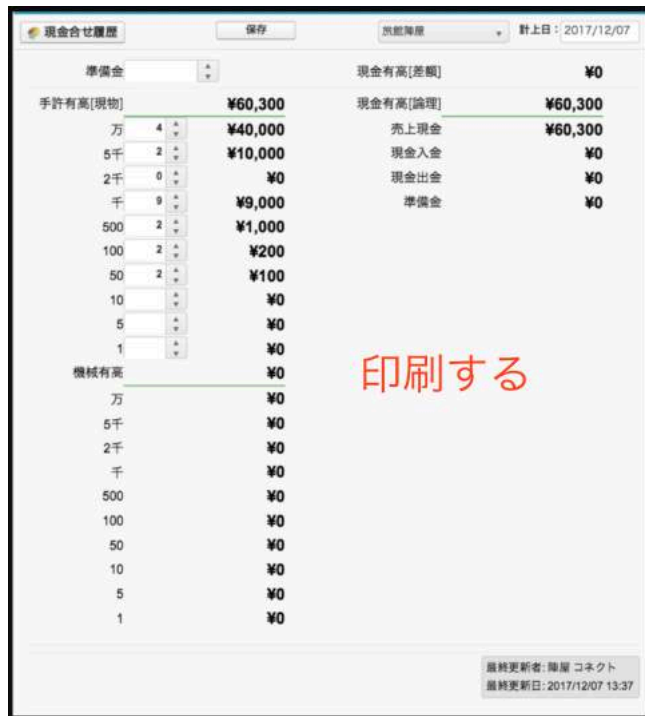 現金合せ履歴 保存 旅館陣屋 計上日：2017/12/07
準備金 現金有高[差額] ¥0
手許有高[現物] ¥60,300 現金有高[論理] ¥60,300
万 4 ¥40,000 売上現金 ¥60,300
5千 2 ¥10,000 現金入金 ¥0
2千 0 ¥0 現金出金 ¥0
千 9 ¥9,000 準備金 ¥0
500 2 ¥1,000
100 2 ¥200
50 2 ¥100
10 ¥0
5 ¥0
1 ¥0
機械有高 ¥0
印刷する
万 ¥0
5千 ¥0
2千 ¥0
千 ¥0
500 ¥0
100 ¥0
50 ¥0
10 ¥0
5 ¥0
1 ¥0
最終更新者: 陣屋 コネクト
最終更新日: 2017/12/07 13:37